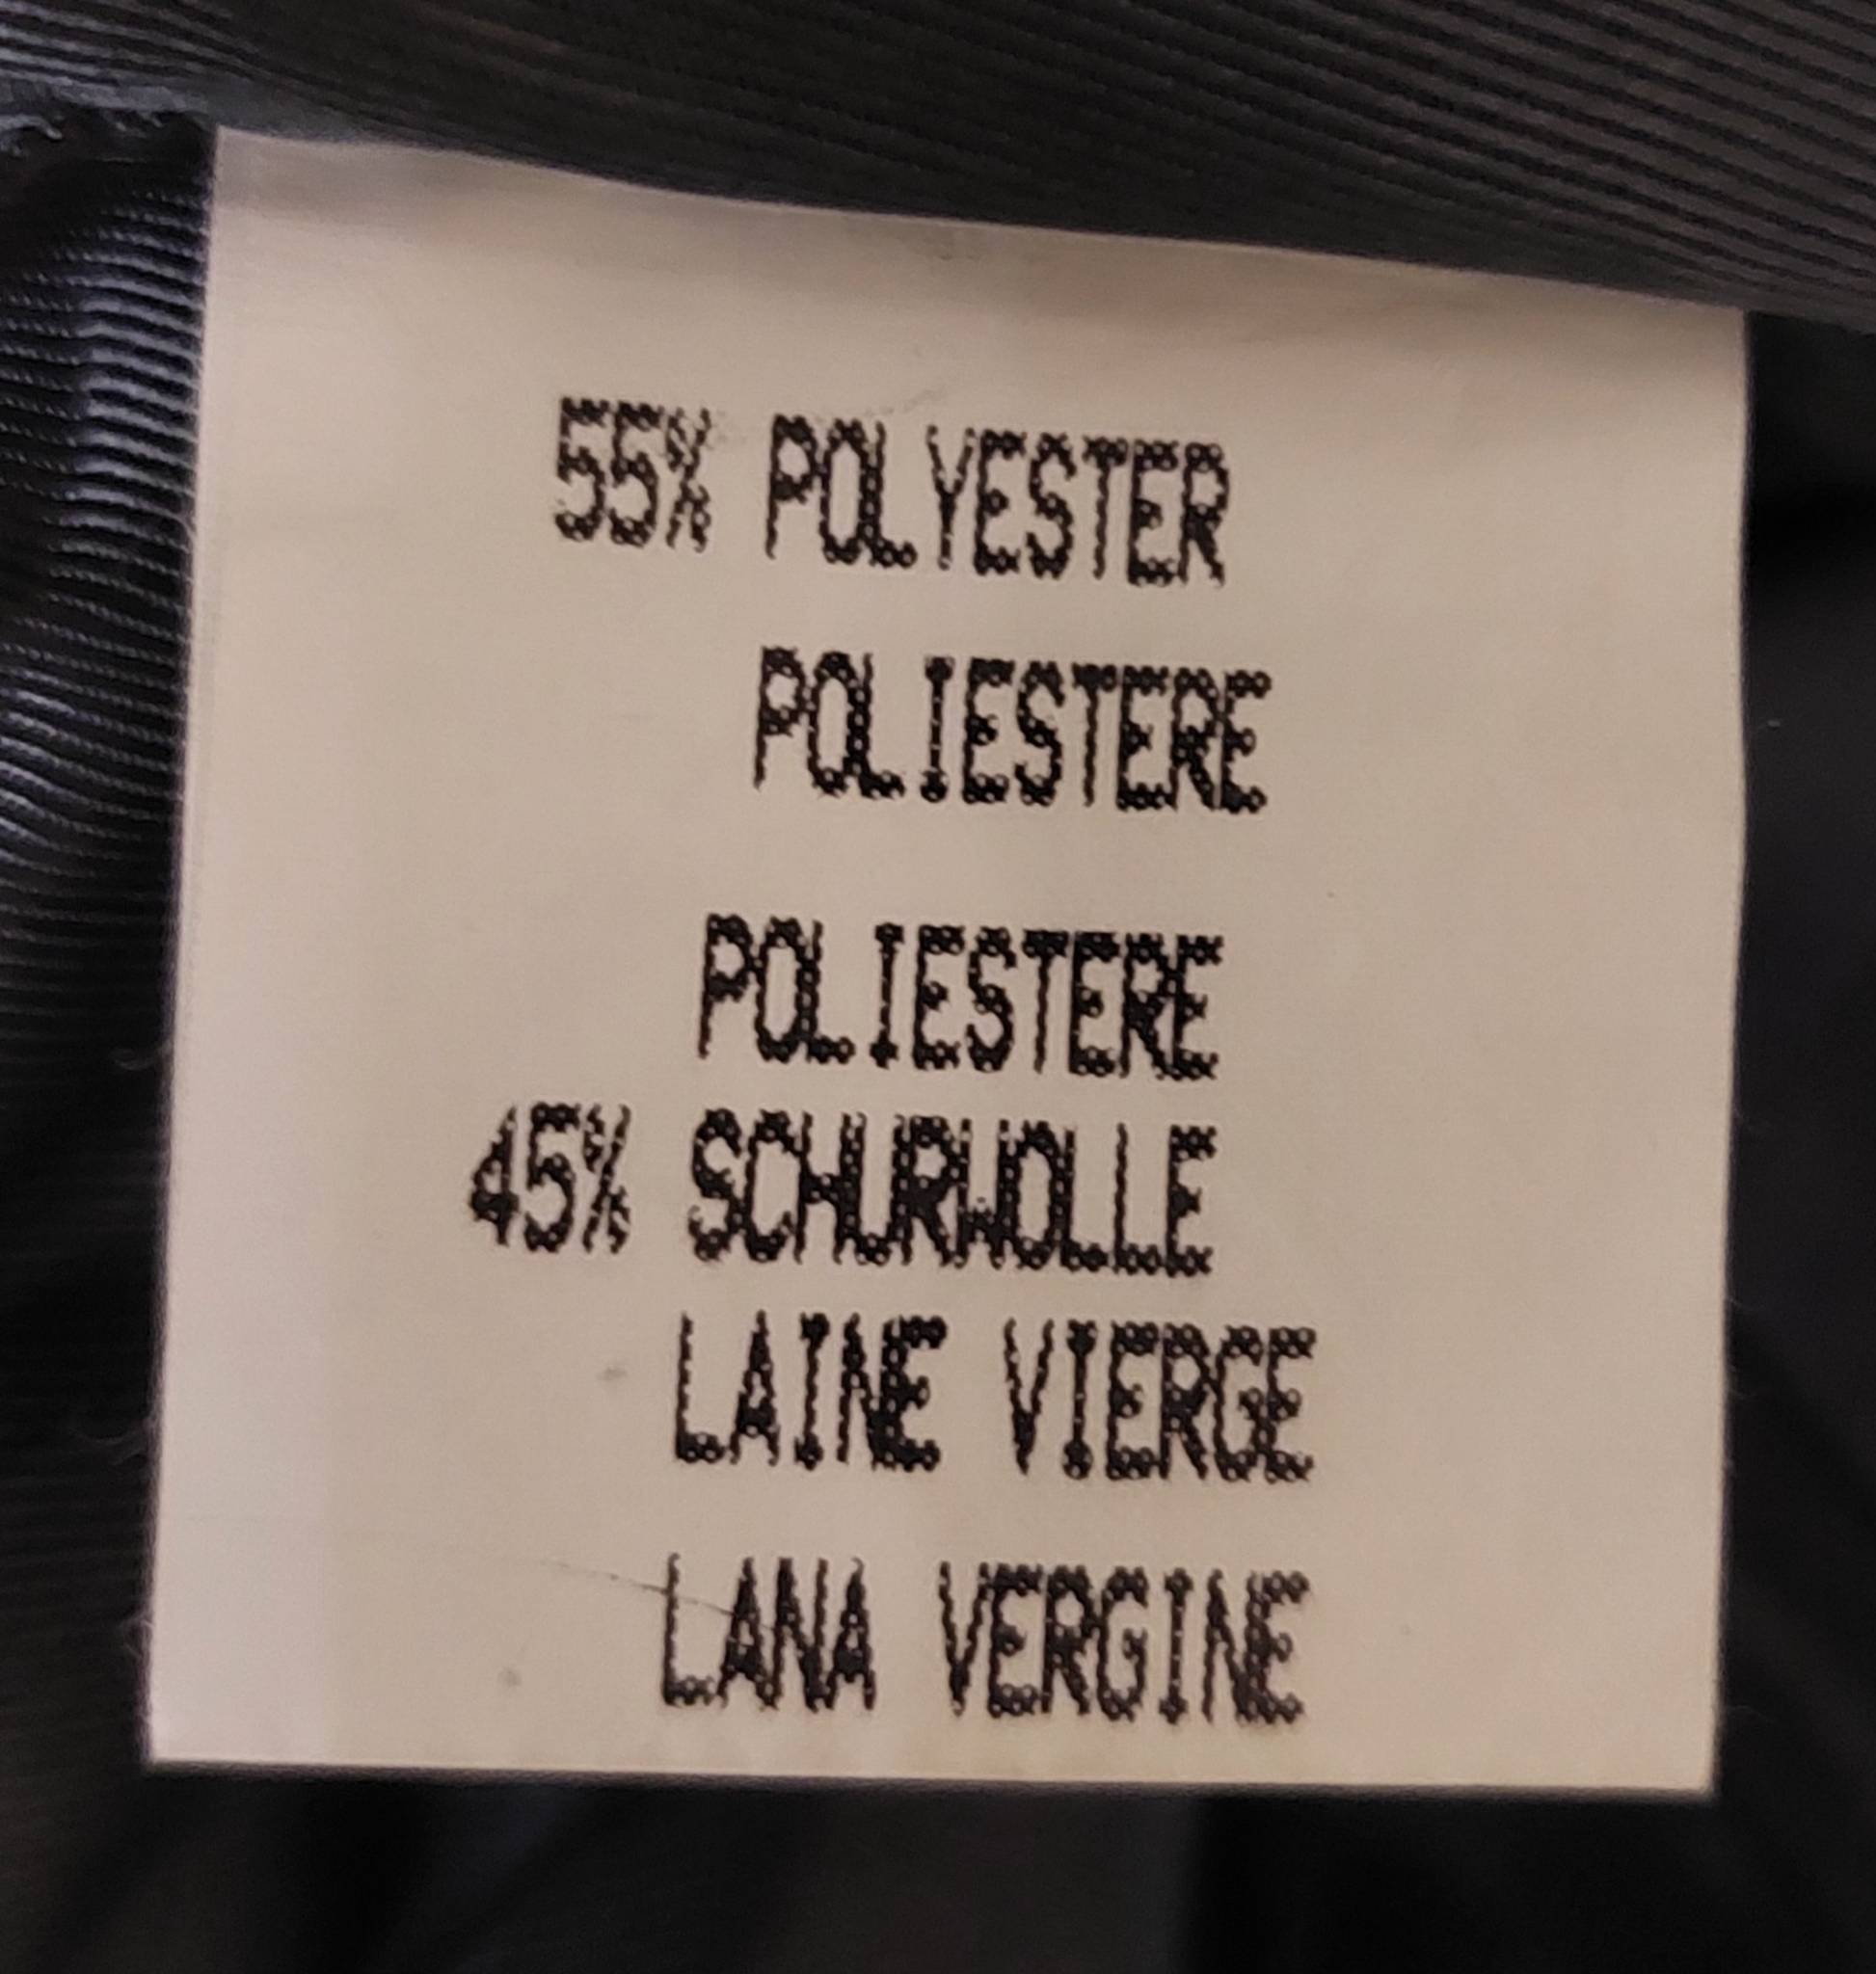 55% POLYESTER
POLIESTERE
POLIESTERE
45% SCHURWOLLE
LAINE VIERGE
LANA VERGINE